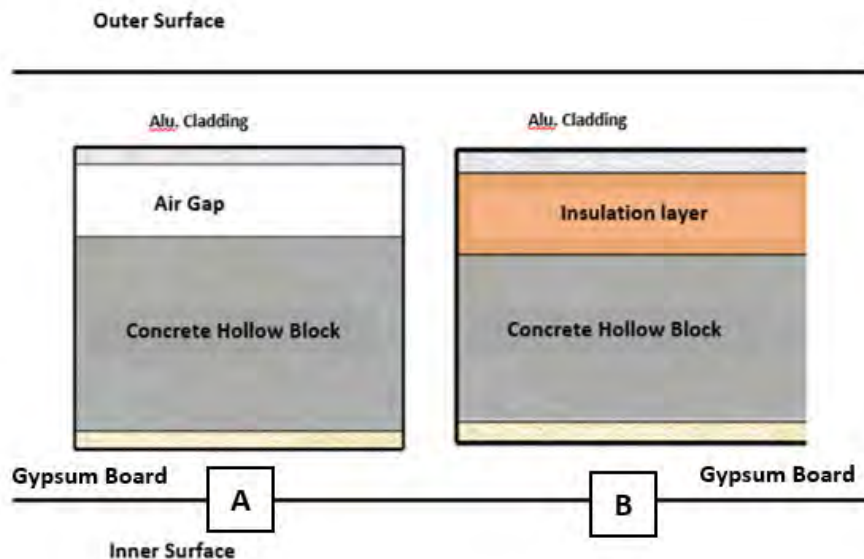 Outer Surface
Alu. Cladding
Alu. Cladding
Air Gap
Insulation layer
Concrete Hollow Block
Concrete Hollow Block
Gypsum Board
Gypsum Board
A
B
Inner Surface